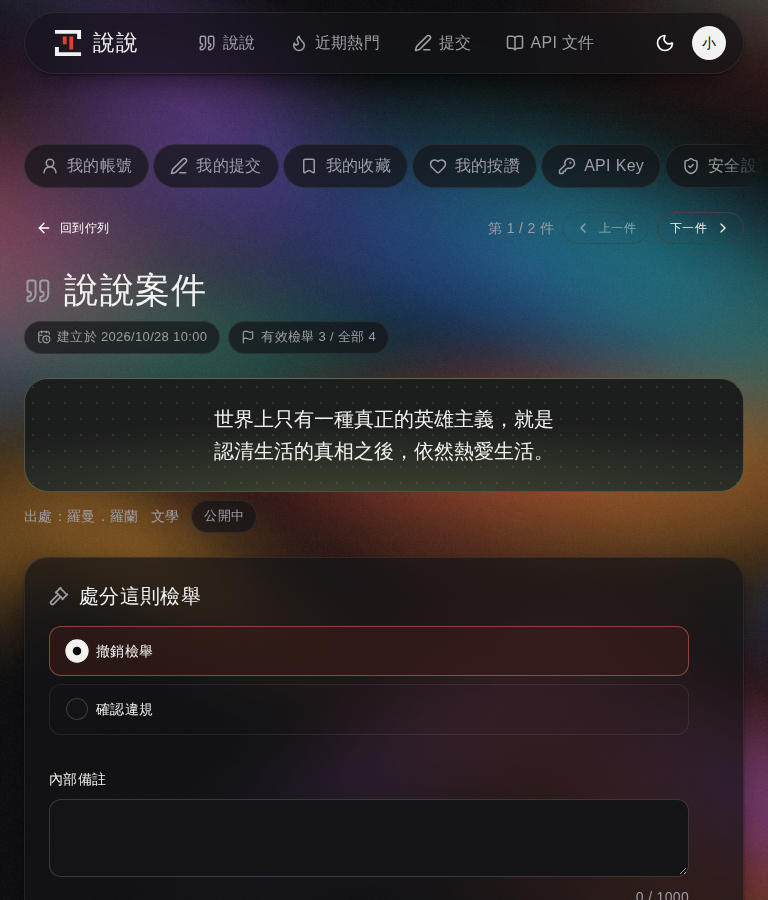 說說
說說
近期熱門
提交
API 文件
小
我的帳號
我的提交
我的收藏
我的按讚
API Key
安全設
回到佇列
第 1 / 2 件
上一件
下一件
說說案件
建立於 2026/10/28 10:00
有效檢舉 3 / 全部 4
世界上只有一種真正的英雄主義，就是
認清生活的真相之後，依然熱愛生活。
出處：羅曼．羅蘭
文學
公開中
處分這則檢舉
撤銷檢舉
確認違規
內部備註
0 / 1000